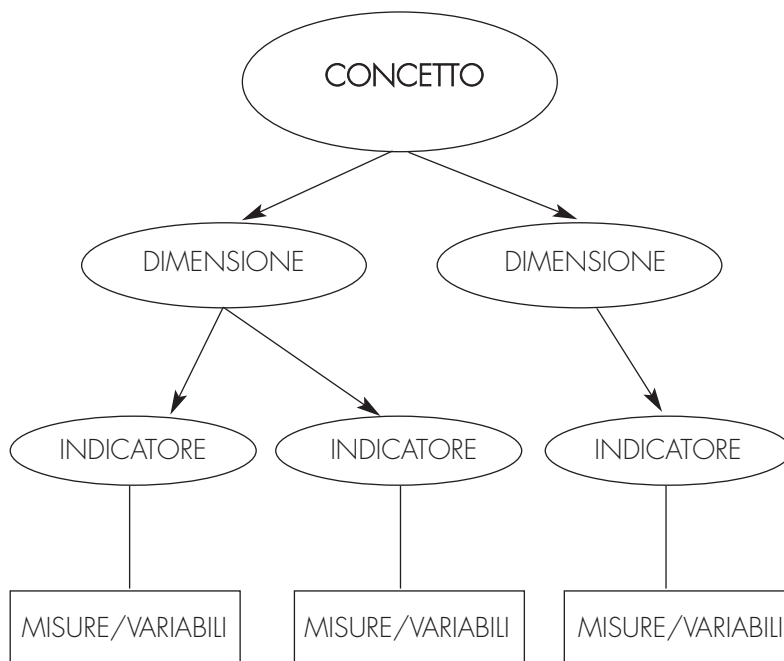 CONCETTO
DIMENSIONE
DIMENSIONE
INDICATORE
INDICATORE
INDICATORE
MISURE/VARIABILI
MISURE/VARIABILI
MISURE/VARIABILI